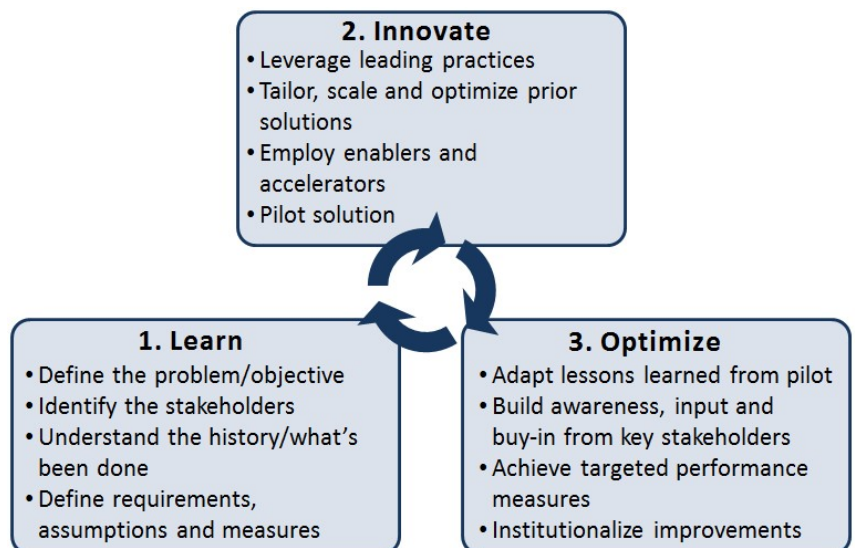 2. Innovate
• Leverage leading practices
• Tailor, scale and optimize prior
solutions
• Employ enablers and
accelerators
• Pilot solution
1. Learn
• Define the problem/objective
• Identify the stakeholders
• Understand the history/what's
been done
• Define requirements,
assumptions and measures
3. Optimize
• Adapt lessons learned from pilot
• Build awareness, input and
buy-in from key stakeholders
• Achieve targeted performance
measures
• Institutionalize improvements